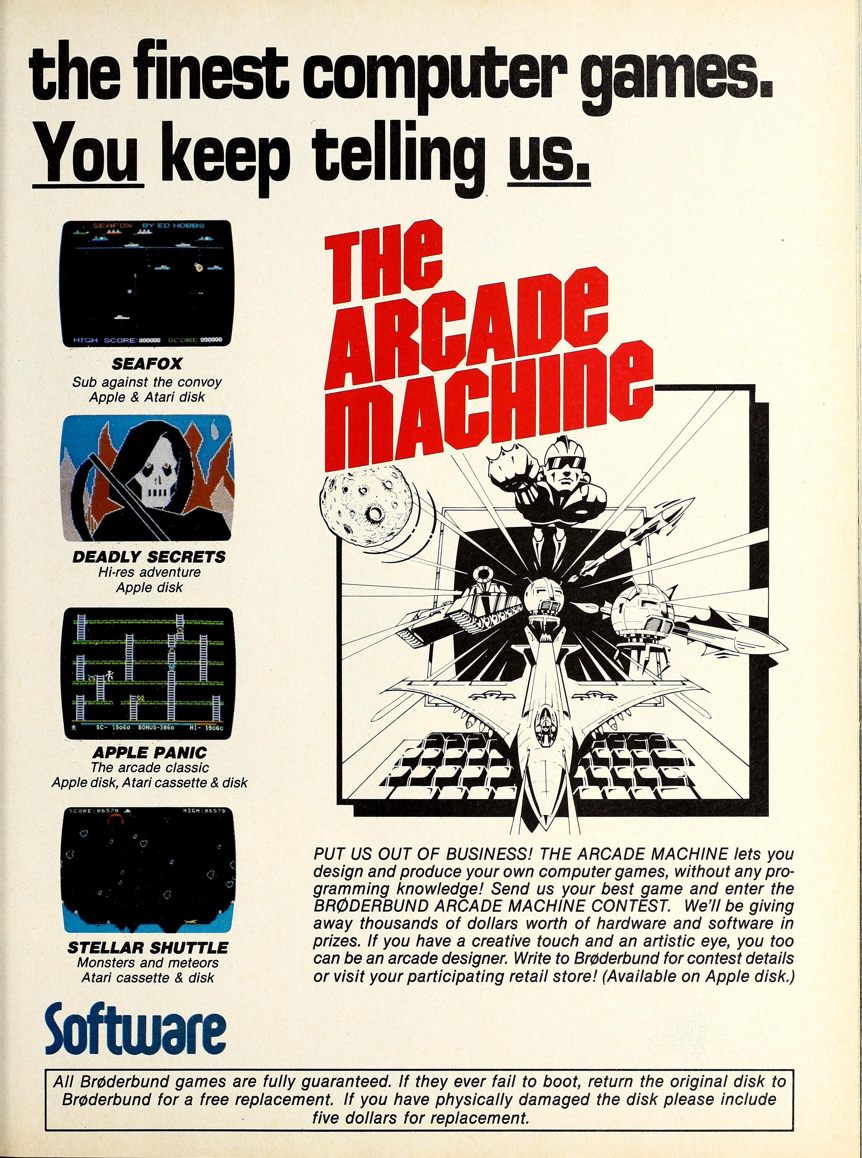 the finest computer games.
You keep telling us.
SEAFOX BY ED HOBBS
HIGH SCORE:000000 SCORE:000000
SEAFOX
Sub against the convoy
Apple & Atari disk
DEADLY SECRETS
Hi-res adventure
Apple disk
SC- 19060 BONUS-3860 HI- 19060
APPLE PANIC
The arcade classic
Apple disk, Atari cassette & disk
SCORE:06570 HIGH:06570
STELLAR SHUTTLE
Monsters and meteors
Atari cassette & disk
THE
ARCADE
MACHINE
PUT US OUT OF BUSINESS! THE ARCADE MACHINE lets you
design and produce your own computer games, without any pro-
gramming knowledge! Send us your best game and enter the
BRØDERBUND ARCADE MACHINE CONTEST. We'll be giving
away thousands of dollars worth of hardware and software in
prizes. If you have a creative touch and an artistic eye, you too
can be an arcade designer. Write to Brøderbund for contest details
or visit your participating retail store! (Available on Apple disk.)
Software
All Brøderbund games are fully guaranteed. If they ever fail to boot, return the original disk to
Brøderbund for a free replacement. If you have physically damaged the disk please include
five dollars for replacement.